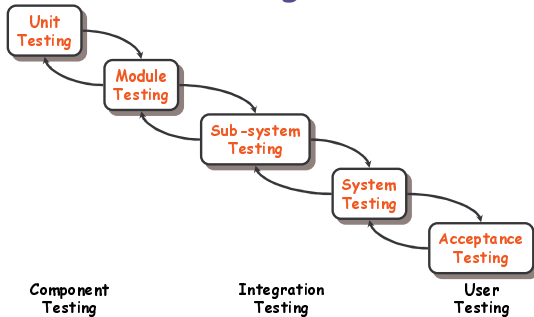 Unit
Testing
Module
Testing
Sub-system
Testing
System
Testing
Acceptance
Testing
Component
Testing
Integration
Testing
User
Testing